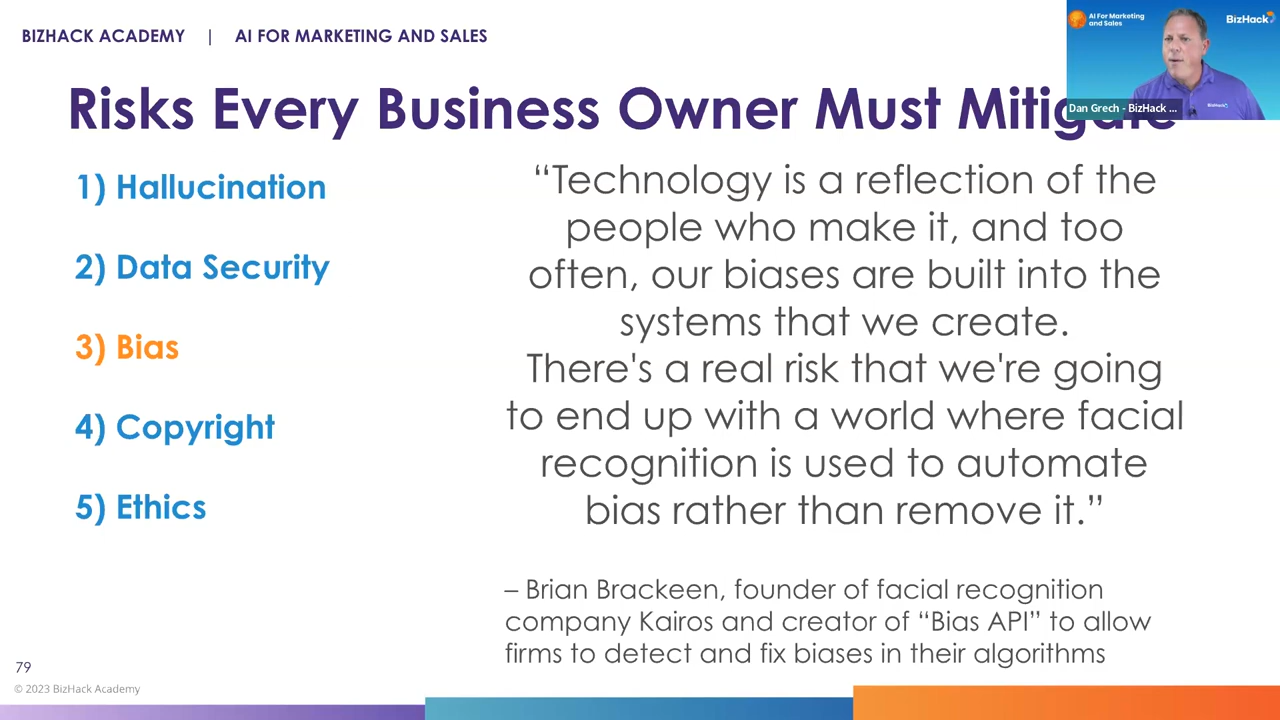 BIZHACK ACADEMY | AI FOR MARKETING AND SALES
AI For Marketing
and Sales
BizHack
Risks Every Business Owner Must Mitigate
Dan Grech - BizHack ...
BizHack
1) Hallucination
2) Data Security
3) Bias
4) Copyright
5) Ethics
“Technology is a reflection of the
people who make it, and too
often, our biases are built into the
systems that we create.
There's a real risk that we're going
to end up with a world where facial
recognition is used to automate
bias rather than remove it.”
– Brian Brackeen, founder of facial recognition
company Kairos and creator of “Bias API” to allow
firms to detect and fix biases in their algorithms
79
© 2023 BizHack Academy